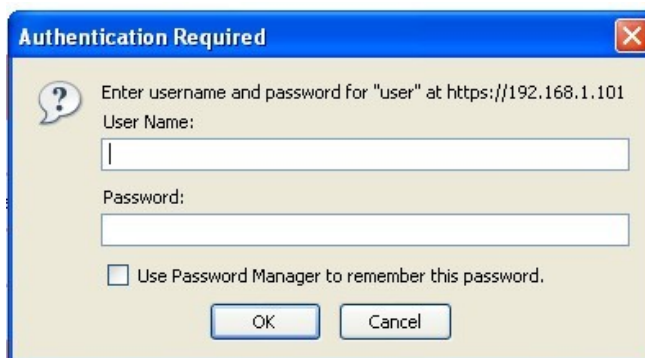 Authentication Required
Enter username and password for "user" at https://192.168.1.101
User Name:
Password:
Use Password Manager to remember this password.
OK Cancel